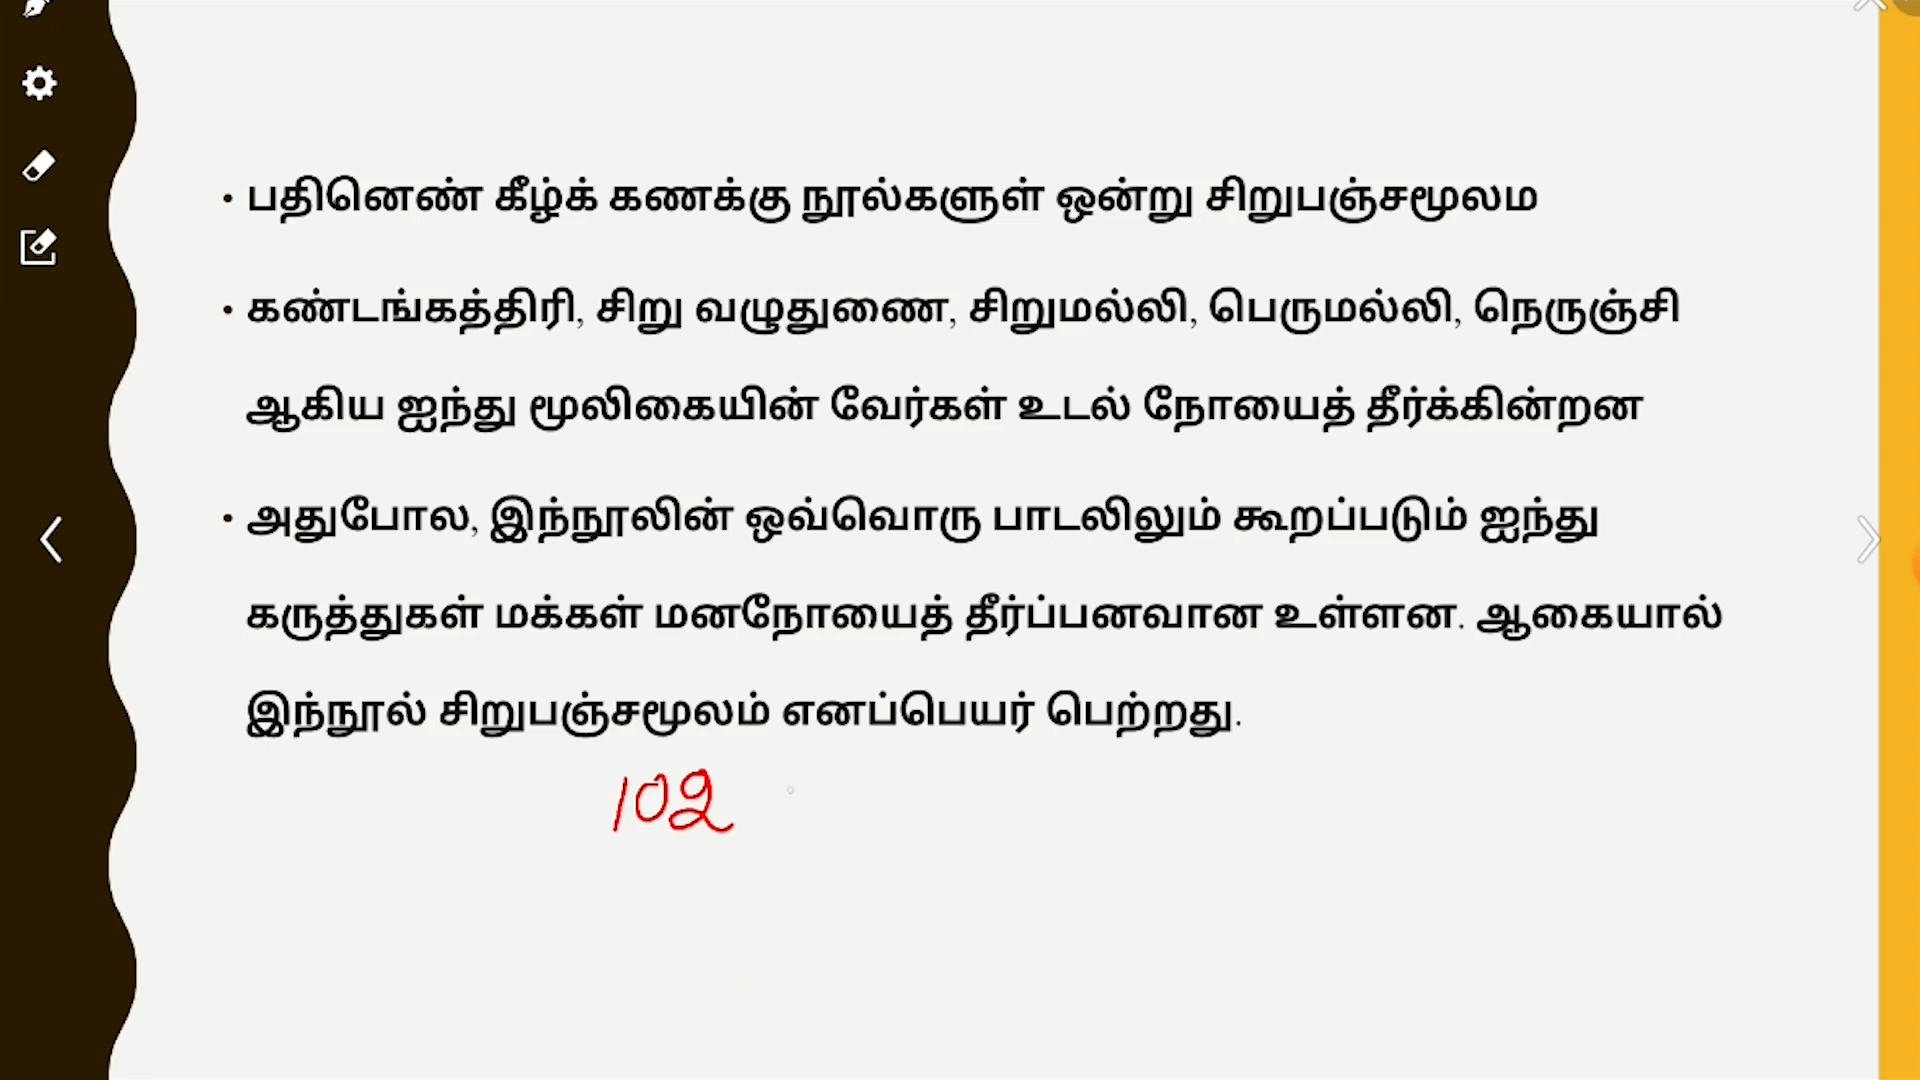 • பதினெண் கீழ்க் கணக்கு நூல்களுள் ஒன்று சிறுபஞ்சமூலம
• கண்டங்கத்திரி, சிறு வழுதுணை, சிறுமல்லி, பெருமல்லி, நெருஞ்சி
ஆகிய ஐந்து மூலிகையின் வேர்கள் உடல் நோயைத் தீர்க்கின்றன
• அதுபோல, இந்நூலின் ஒவ்வொரு பாடலிலும் கூறப்படும் ஐந்து
கருத்துகள் மக்கள் மனநோயைத் தீர்ப்பனவான உள்ளன. ஆகையால்
இந்நூல் சிறுபஞ்சமூலம் எனப்பெயர் பெற்றது.
102